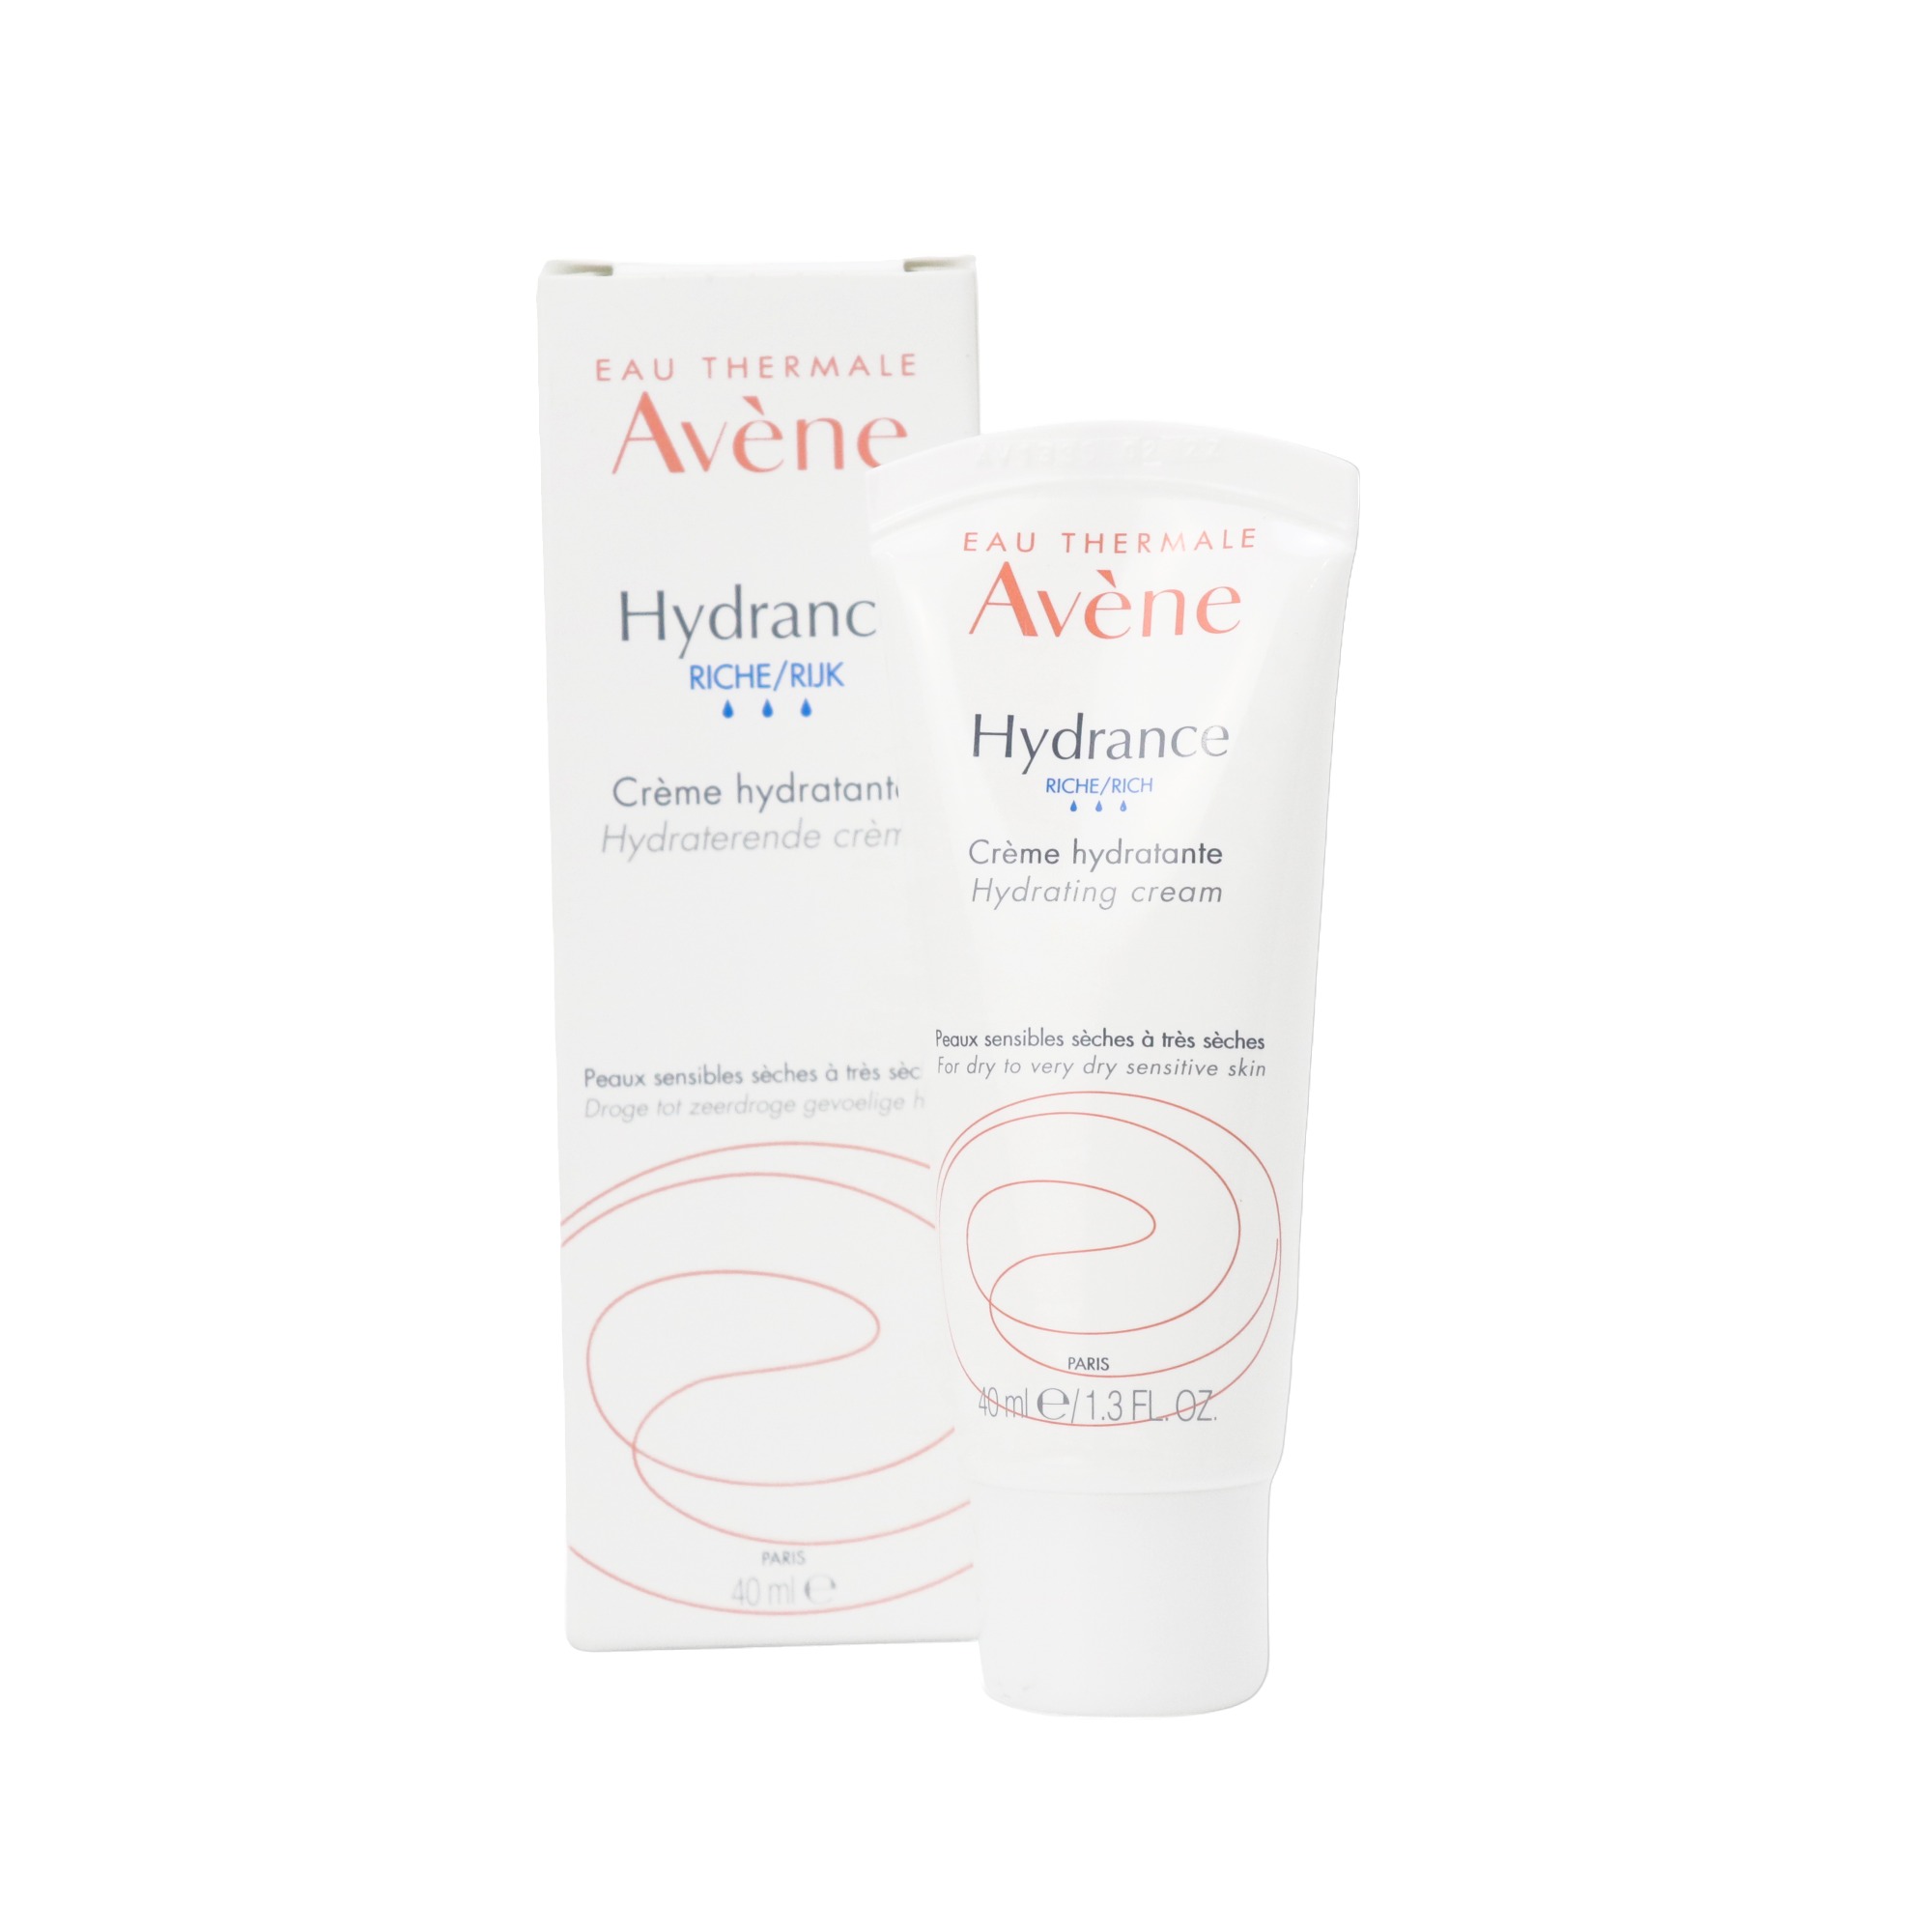 EAU THERMALE
Avène
Hydranc
RICHE/RIJK
Crème hydratant
Hydraterende crèm
Peaux sensibles sèches à très sèc
Droge tot zeerdroge gevoelige h
PARIS
40 ml ℮
EAU THERMALE
Avène
Hydrance
RICHE/RICH
Crème hydratante
Hydrating cream
Peaux sensibles sèches à très sèches
For dry to very dry sensitive skin
PARIS
40 ml ℮/1.3 FL. OZ.